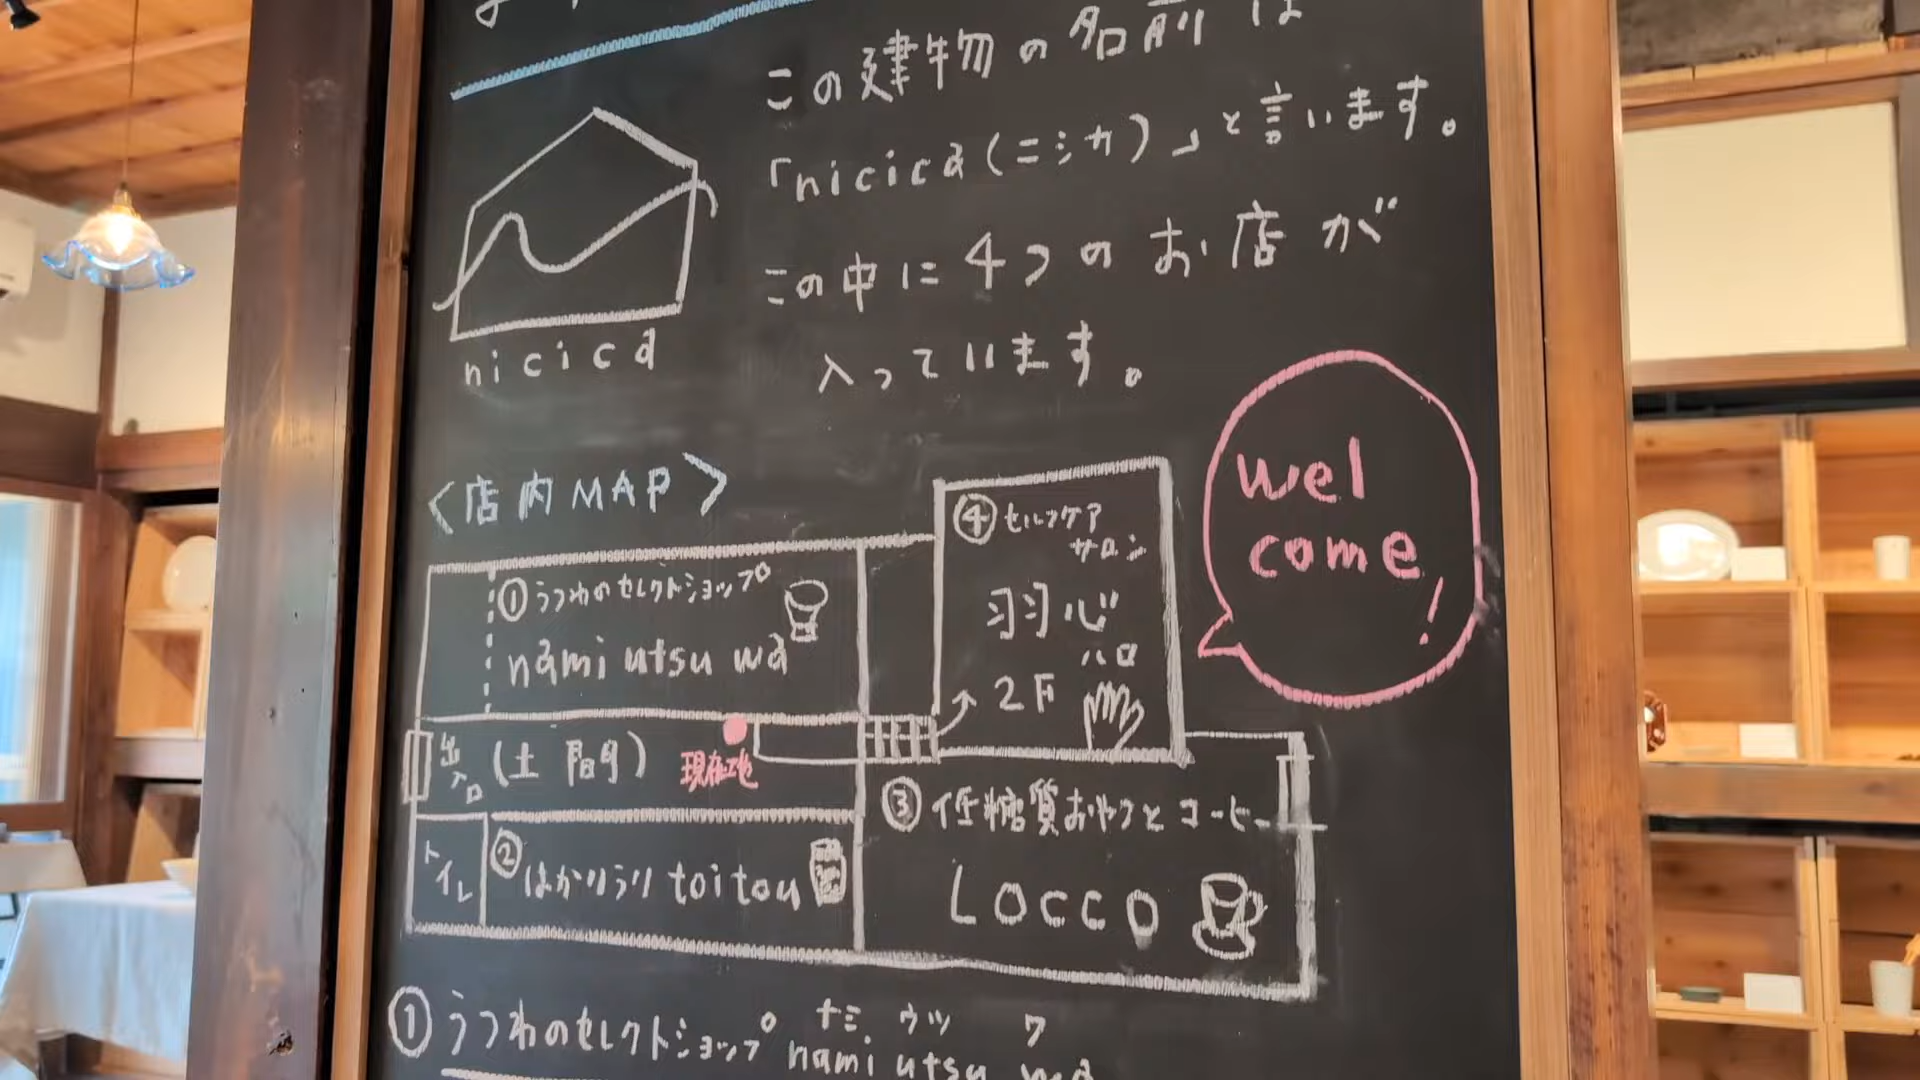 この建物の名前は
「nicica(ニシカ)」と言います。
この中に4つのお店が
入っています。
nicica
<店内MAP>
wel
come!
①うつわのセレクトショップ
nami utsu wa
④セルフケア
サロン
羽心
ハロ
2F
出入口
(土間)
現在地
トイレ
②はかりうり toitou
③低糖質おやつとコーヒー
LOCCO
①うつわのセレクトショップ nami utsu wa
ナミ ウツ ワ